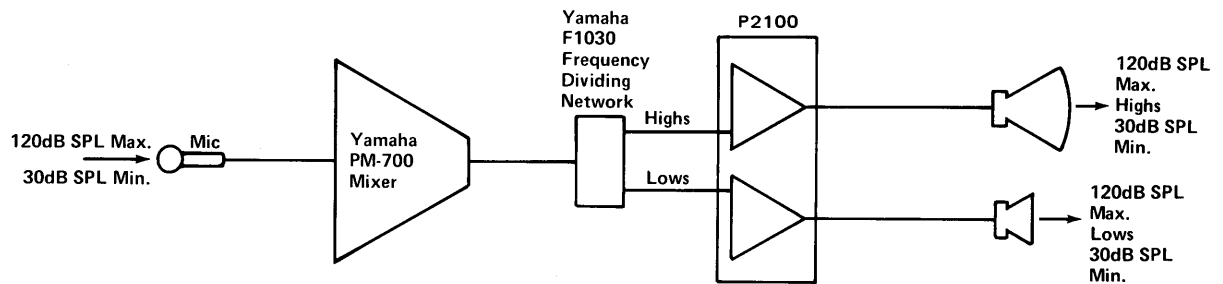 120dB SPL Max.
30dB SPL Min.
Mic
Yamaha
PM-700
Mixer
Yamaha
F1030
Frequency
Dividing
Network
Highs
Lows
P2100
120dB SPL
Max.
Highs
30dB SPL
Min.
120dB SPL
Max.
Lows
30dB SPL
Min.